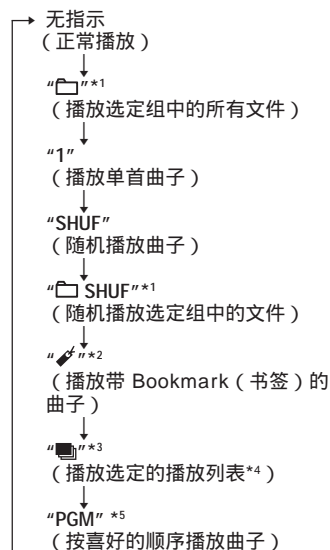 无指示
（正常播放）
“ ”*1
（播放选定组中的所有文件）
“1”
（播放单首曲子）
“SHUF”
（随机播放曲子）
“ SHUF”*1
（随机播放选定组中的文件）
“ ”*2
（播放带 Bookmark（书签）的
曲子）
“ ”*3
（播放选定的播放列表*4）
“PGM” *5
（按喜好的顺序播放曲子）